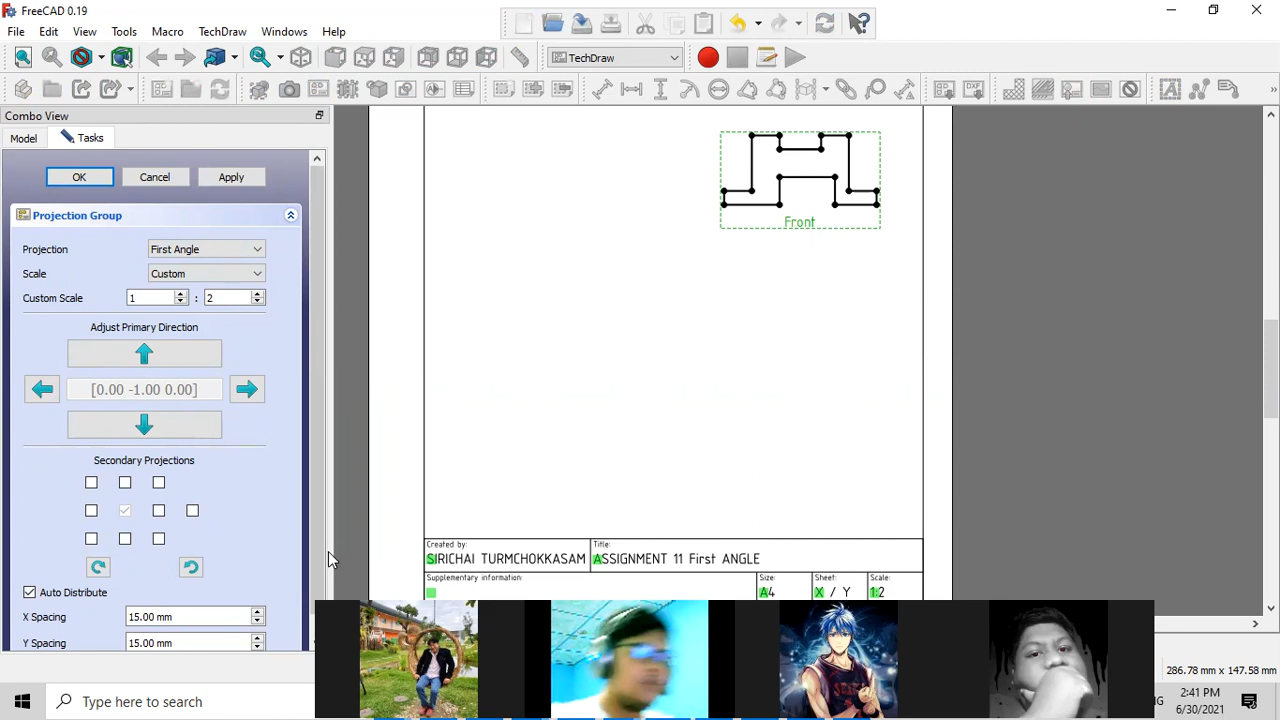 FreeCAD 0.19
File Edit View Tools Macro TechDraw Windows Help
TechDraw
Combo View
Model Tasks
OK Cancel Apply
Projection Group
Projection First Angle
Scale Custom
Custom Scale 1 : 2
Adjust Primary Direction
[0.00 -1.00 0.00]
Secondary Projections
Auto Distribute
X Spacing 15.00 mm
Y Spacing 15.00 mm
Front
Created by: Title:
SIRICHAI TURMCHOKKASAM ASSIGNMENT 11 First ANGLE
Supplementary information: Size: Sheet: Scale:
A4 X / Y 1:2
286.78 mm x 147.58 mm
Type here to search
2:41 PM
6/30/2021